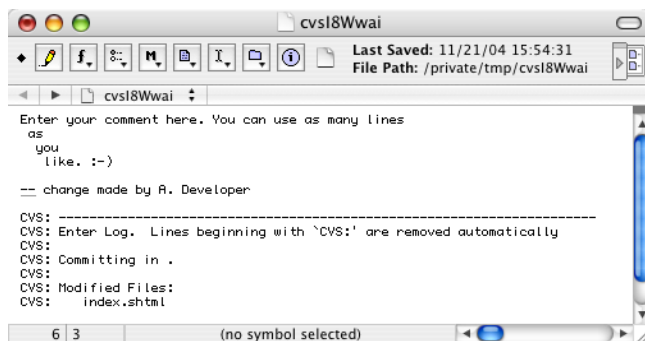 cvsI8Wwai
Last Saved: 11/21/04 15:54:31
File Path: /private/tmp/cvsI8Wwai
cvsI8Wwai
Enter your comment here. You can use as many lines
as
you
like. :-)
-- change made by A. Developer
CVS: ----------------------------------------------------------------------
CVS: Enter Log.  Lines beginning with `CVS:' are removed automatically
CVS:
CVS: Committing in .
CVS:
CVS: Modified Files:
CVS:    index.shtml
6 3 (no symbol selected)